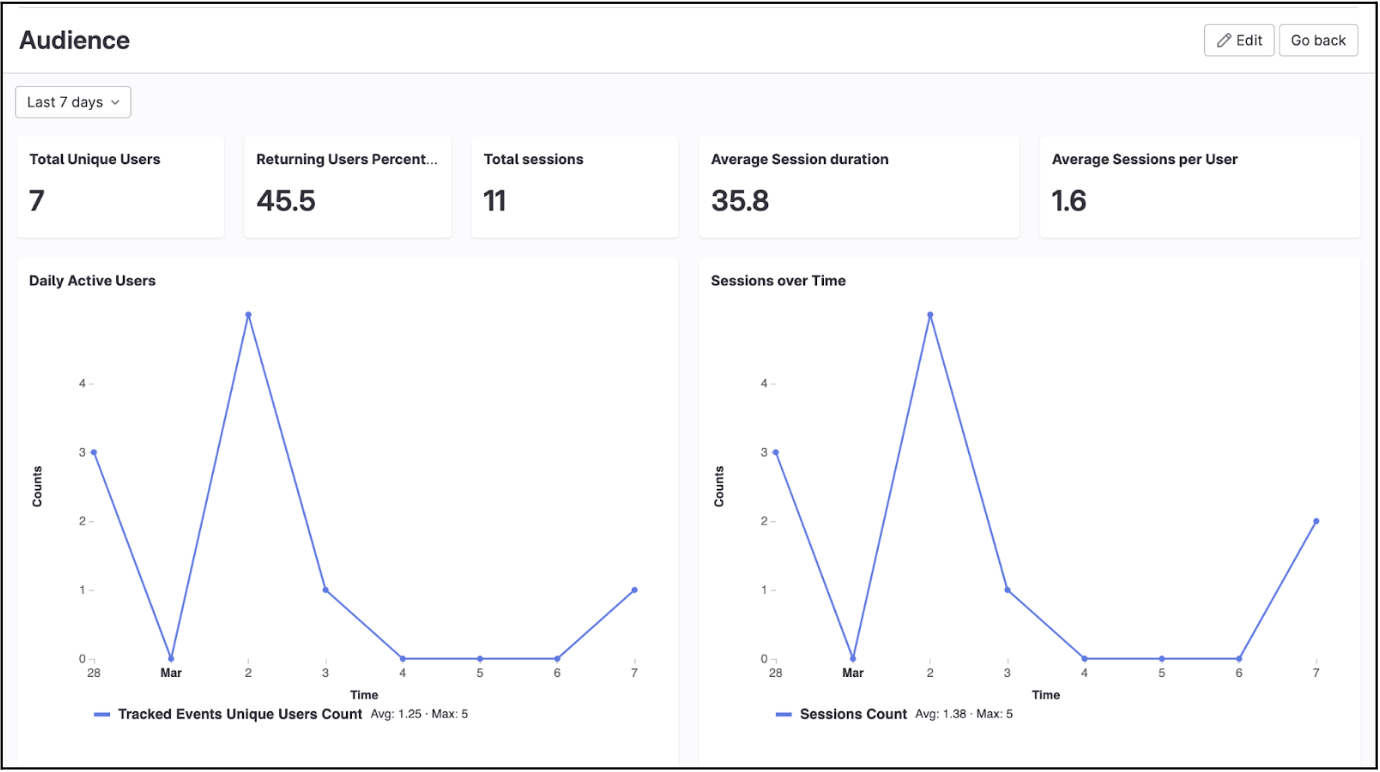 Audience
Edit
Go back
Last 7 days
Total Unique Users
7
Returning Users Percent...
45.5
Total sessions
11
Average Session duration
35.8
Average Sessions per User
1.6
Daily Active Users
4
3
2
1
0
Counts
28 Mar 2 3 4 5 6 7
Time
Tracked Events Unique Users Count Avg: 1.25 · Max: 5
Sessions over Time
4
3
2
1
0
Counts
28 Mar 2 3 4 5 6 7
Time
Sessions Count Avg: 1.38 · Max: 5